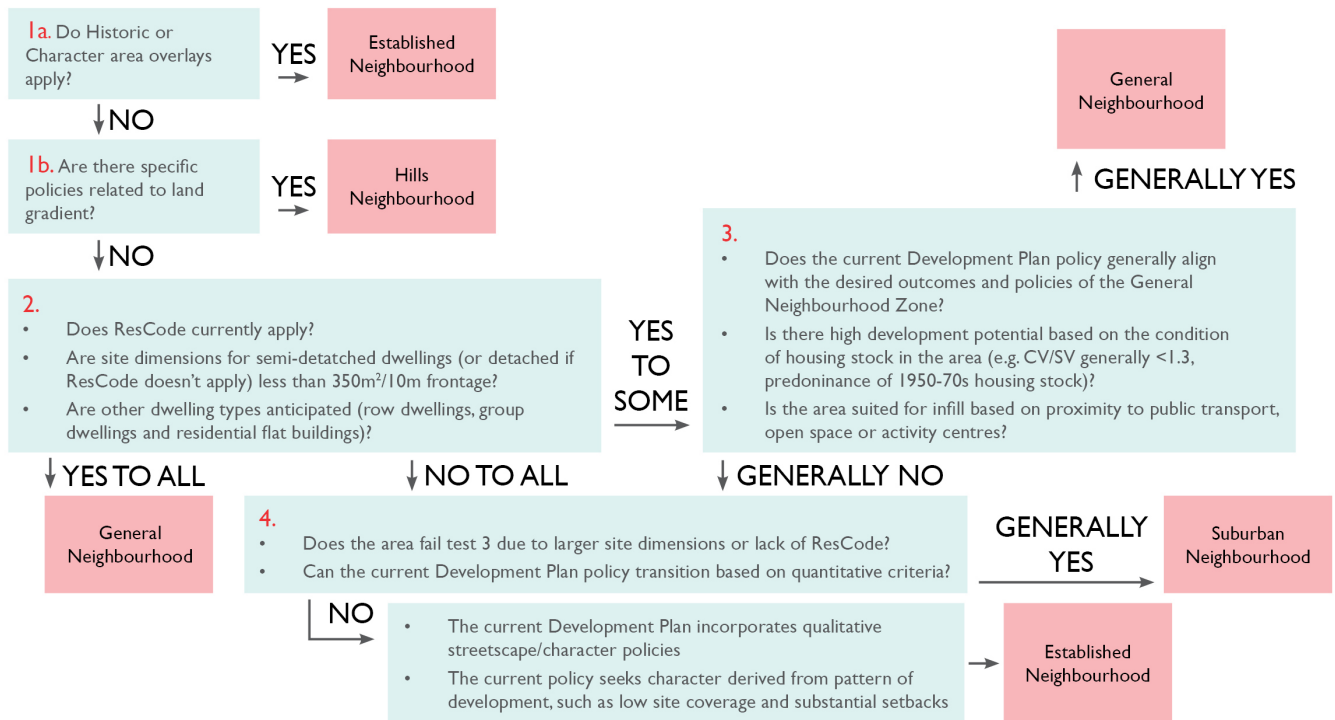 1a. Do Historic or
Character area overlays
apply?
YES
Established
Neighbourhood
NO
1b. Are there specific
policies related to land
gradient?
YES
Hills
Neighbourhood
NO
General
Neighbourhood
GENERALLY YES
2.
• Does ResCode currently apply?
• Are site dimensions for semi-detatched dwellings (or detached if
ResCode doesn't apply) less than 350m²/10m frontage?
• Are other dwelling types anticipated (row dwellings, group
dwellings and residential flat buildings)?
YES
TO
SOME
3.
• Does the current Development Plan policy generally align
with the desired outcomes and policies of the General
Neighbourhood Zone?
• Is there high development potential based on the condition
of housing stock in the area (e.g. CV/SV generally <1.3,
predoninance of 1950-70s housing stock)?
• Is the area suited for infill based on proximity to public transport,
open space or activity centres?
YES TO ALL
NO TO ALL
GENERALLY NO
General
Neighbourhood
4.
• Does the area fail test 3 due to larger site dimensions or lack of ResCode?
• Can the current Development Plan policy transition based on quantitative criteria?
GENERALLY
YES
Suburban
Neighbourhood
NO
• The current Development Plan incorporates qualitative
streetscape/character policies
• The current policy seeks character derived from pattern of
development, such as low site coverage and substantial setbacks
Established
Neighbourhood